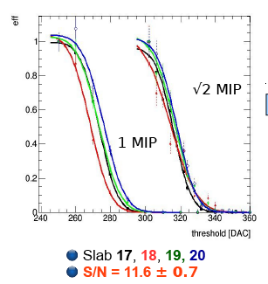 eff
1
0.8
0.6
0.4
0.2
0
√2 MIP
1 MIP
240 260 280 300 320 340 360
threshold [DAC]
Slab 17, 18, 19, 20
S/N = 11.6 ± 0.7